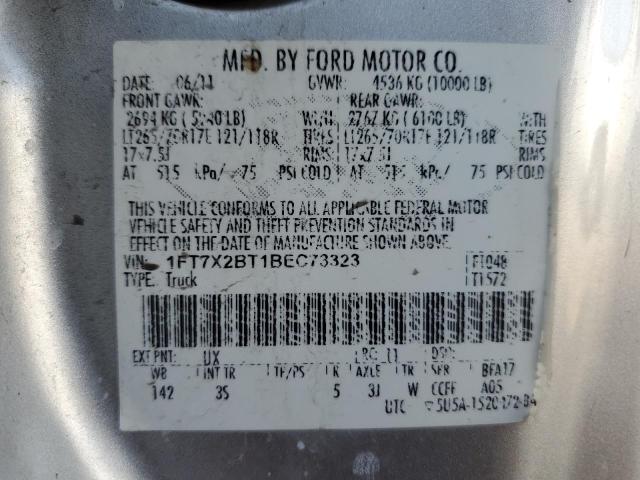 MFD. BY FORD MOTOR CO.
DATE: 06/11 GVWR: 4536 KG (10000 LB)
FRONT GAWR: REAR GAWR:
2694 KG ( LB) WITH 2767 KG ( 6100 LB) WITH
LT265/70R17E 121/118R TIRES LT265/70R17E 121/118R TIRES
17x7.5J RIMS 17x7.5J RIMS
AT 515 kPa/ 75 PSI COLD AT 515 kPa/ 75 PSI COLD
THIS VEHICLE CONFORMS TO ALL APPLICABLE FEDERAL MOTOR
VEHICLE SAFETY AND THEFT PREVENTION STANDARDS IN
EFFECT ON THE DATE OF MANUFACTURE SHOWN ABOVE.
VIN: 1FT7X2BT1BEC73323 F1048
TYPE: Truck T1572
EXT PNT: UX DSO:
WB INT TR TP/PS R AXLE TR SPR BFA17
142 3S 5 3J W CCFF A05
UTC